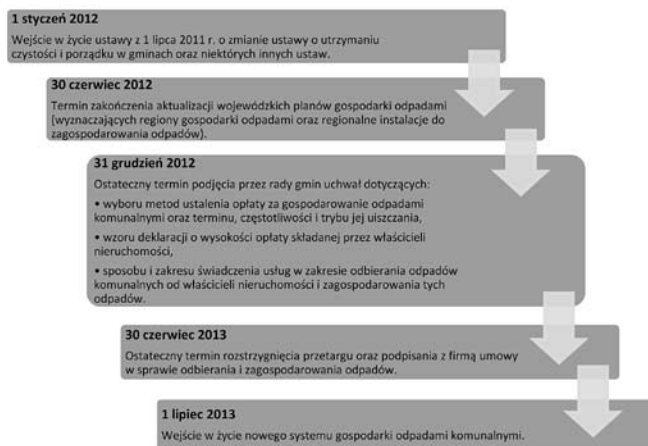 1 styczeń 2012
Wejście w życie ustawy z 1 lipca 2011 r. o zmianie ustawy o utrzymaniu
czystości i porządku w gminach oraz niektórych innych ustaw.
30 czerwiec 2012
Termin zakończenia aktualizacji wojewódzkich planów gospodarki odpadami
(wyznaczających regiony gospodarki odpadami oraz regionalne instalacje do
zagospodarowania odpadów).
31 grudzień 2012
Ostateczny termin podjęcia przez rady gmin uchwał dotyczących:
• wyboru metod ustalenia opłaty za gospodarowanie odpadami
komunalnymi oraz terminu, częstotliwości i trybu jej uiszczania,
• wzoru deklaracji o wysokości opłaty składanej przez właścicieli
nieruchomości,
• sposobu i zakresu świadczenia usług w zakresie odbierania odpadów
komunalnych od właścicieli nieruchomości i zagospodarowania tych
odpadów.
30 czerwiec 2013
Ostateczny termin rozstrzygnięcia przetargu oraz podpisania z firmą umowy
w sprawie odbierania i zagospodarowania odpadów.
1 lipiec 2013
Wejście w życie nowego systemu gospodarki odpadami komunalnymi.